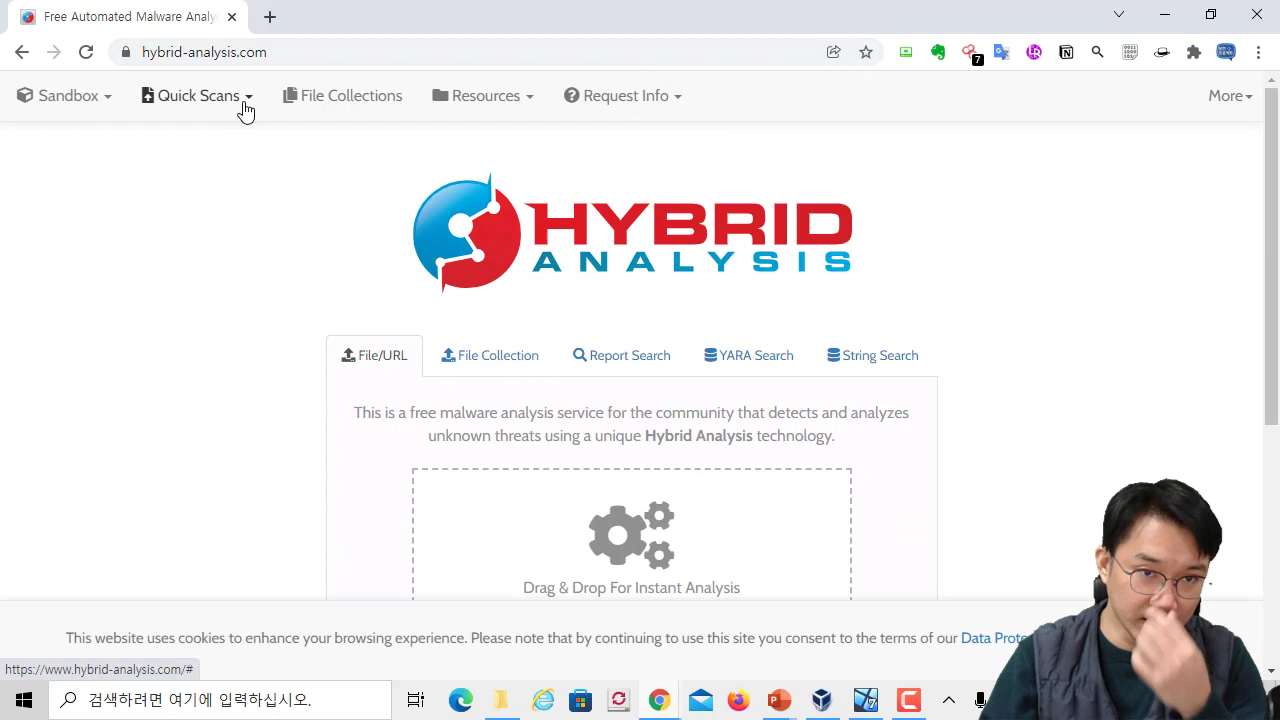 Free Automated Malware Analy
hybrid-analysis.com
7
Sandbox
Quick Scans
File Collections
Resources
Request Info
More
HYBRID
ANALYSIS
File/URL
File Collection
Report Search
YARA Search
String Search
This is a free malware analysis service for the community that detects and analyzes
unknown threats using a unique Hybrid Analysis technology.
Drag & Drop For Instant Analysis
This website uses cookies to enhance your browsing experience. Please note that by continuing to use this site you consent to the terms of our Data Prote
https://www.hybrid-analysis.com/#
검색하려면 여기에 입력하십시오.